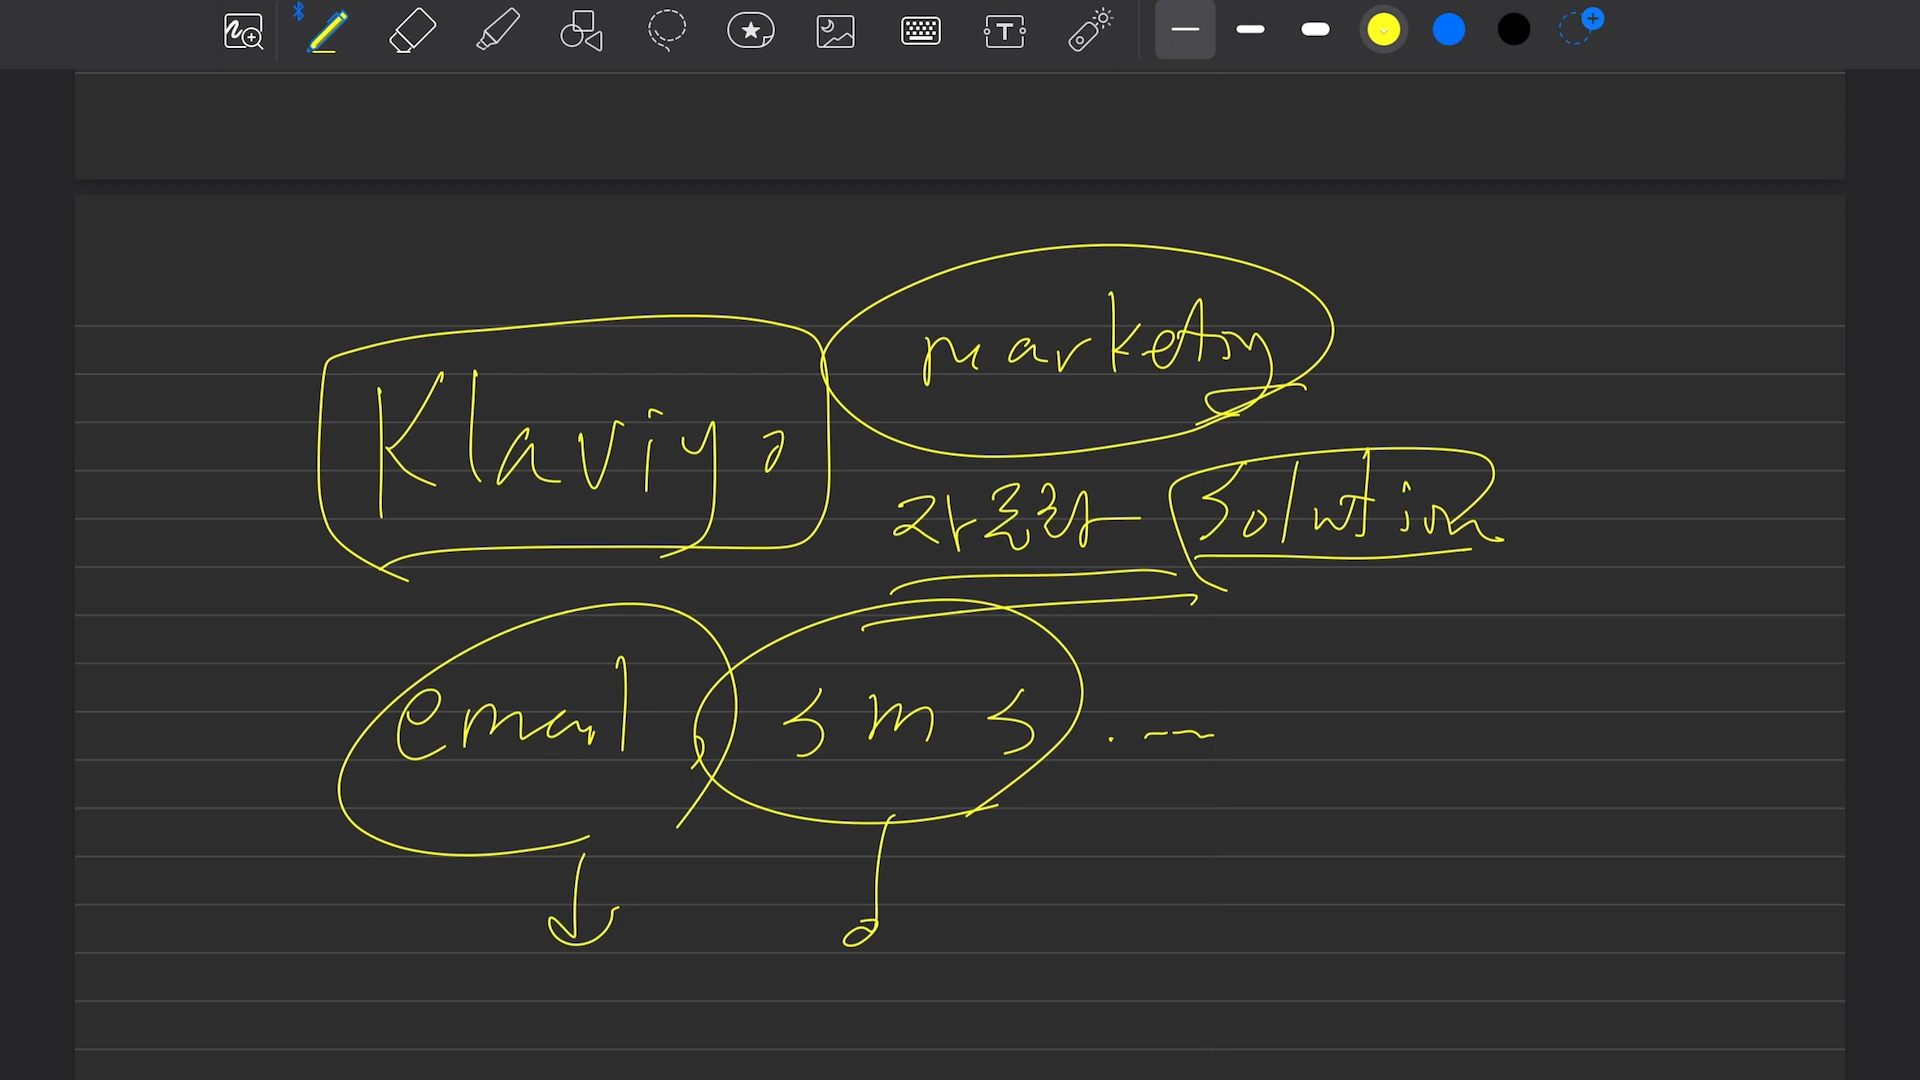 marketing
Klaviyo
자동화 Solution
email, sms . --